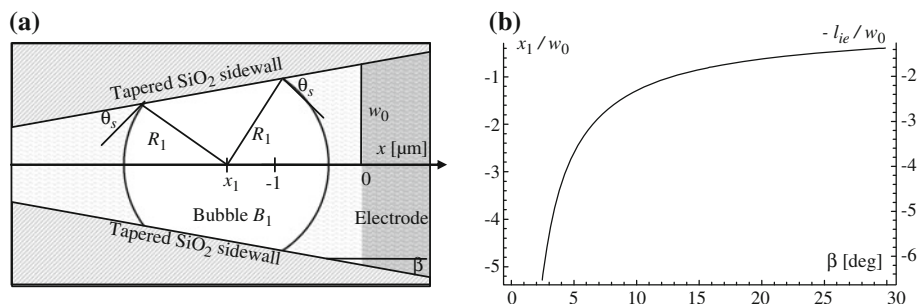 (a)
Tapered SiO2 sidewall
θs
θs
R1
R1
w0
x [μm]
x1
-1
0
Bubble B1
Electrode
Tapered SiO2 sidewall
β
(b)
x1 / w0
- lie / w0
-1
-2
-3
-4
-5
-2
-3
-4
-5
-6
β [deg]
0
5
10
15
20
25
30